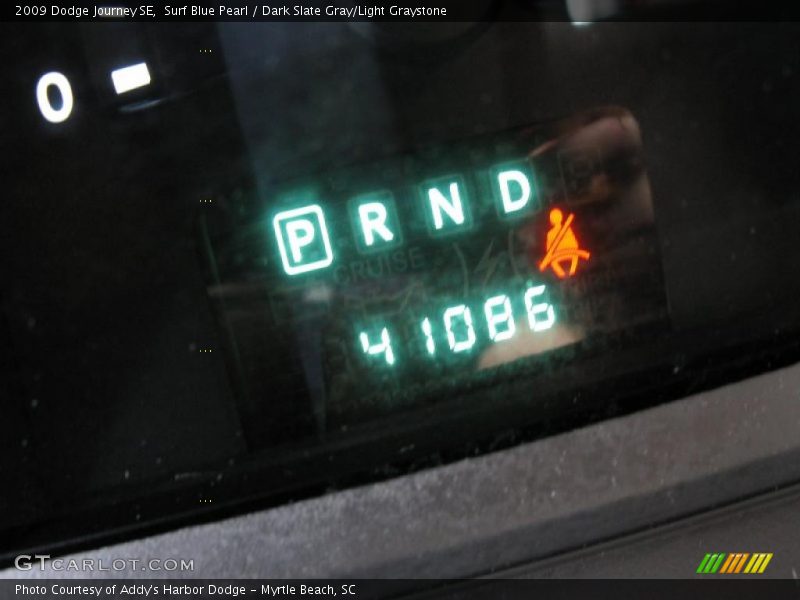 2009 Dodge Journey SE, Surf Blue Pearl / Dark Slate Gray/Light Graystone
0
P R N D
CRUISE
41086
GTCARLOT.COM
Photo Courtesy of Addy's Harbor Dodge - Myrtle Beach, SC